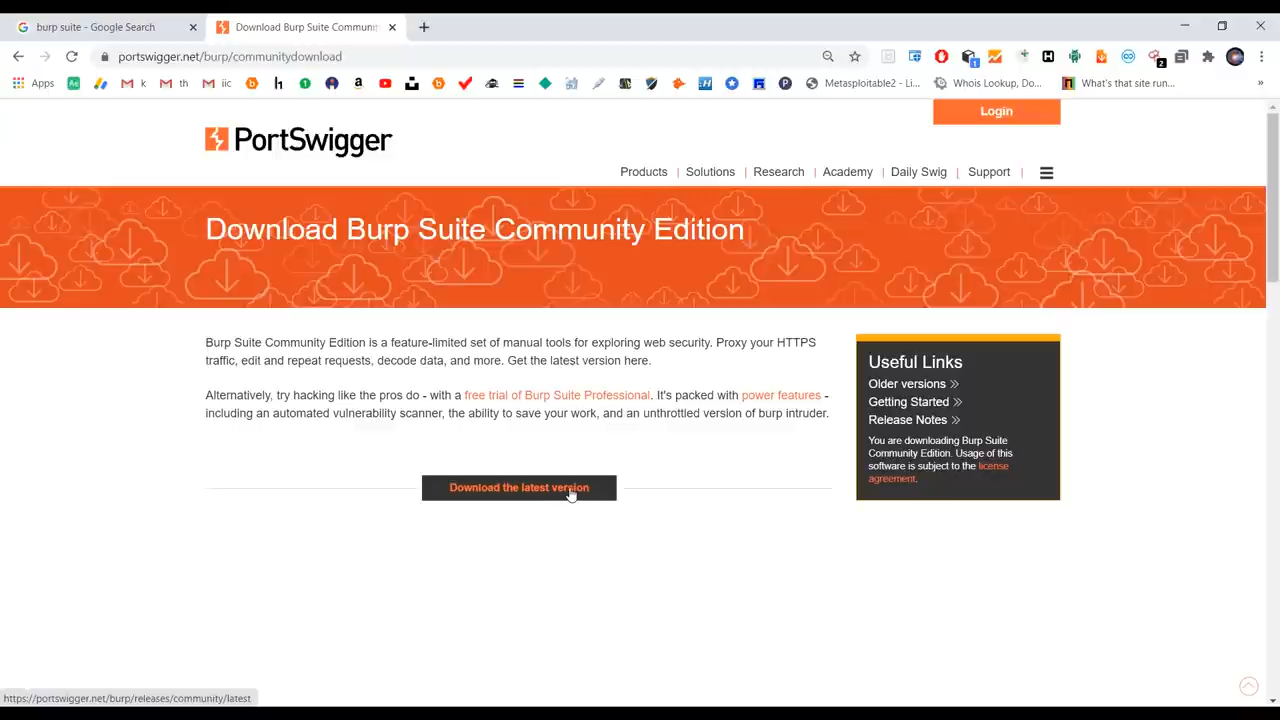 burp suite - Google Search
Download Burp Suite Communit
portswigger.net/burp/communitydownload
Apps
k
th
iic
Metasploitable2 - Li...
Whois Lookup, Do...
What's that site run...
Login
PortSwigger
Products | Solutions | Research | Academy | Daily Swig | Support |
Download Burp Suite Community Edition
Burp Suite Community Edition is a feature-limited set of manual tools for exploring web security. Proxy your HTTPS
traffic, edit and repeat requests, decode data, and more. Get the latest version here.
Alternatively, try hacking like the pros do - with a free trial of Burp Suite Professional. It's packed with power features -
including an automated vulnerability scanner, the ability to save your work, and an unthrottled version of burp intruder.
Download the latest version
Useful Links
Older versions
Getting Started
Release Notes
You are downloading Burp Suite
Community Edition. Usage of this
software is subject to the license
agreement.
https://portswigger.net/burp/releases/community/latest